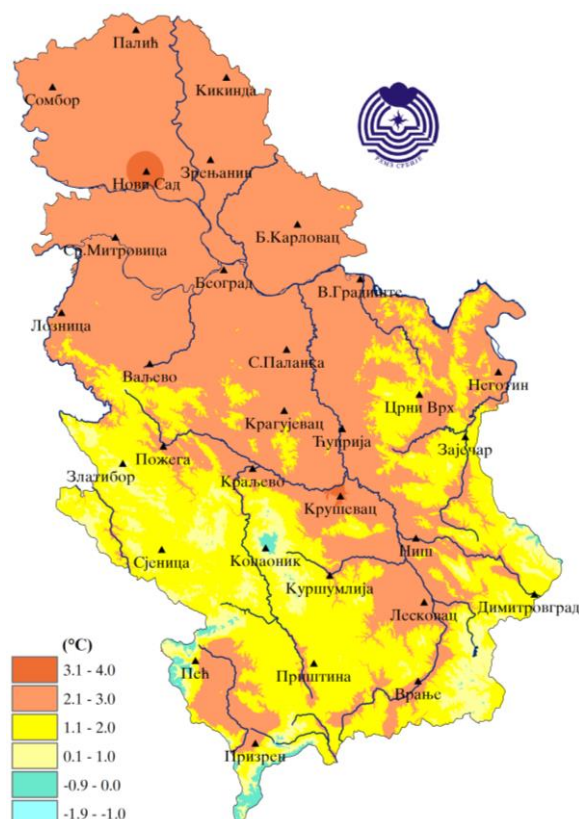 Палић
Сомбор
Кикинда
Нови Сад
Зрењанин
РХМЗ СРБИЈЕ
Б.Карловац
Ср.Митровица
Београд
В.Градиште
Лозница
Ваљево
С.Паланка
Неготин
Црни Врх
Крагујевац
Ћуприја
Зајечар
Пожега
Златибор
Краљево
Крушевац
Ниш
Сјеница
Копаоник
Куршумлија
Димитровград
Лесковац
Пећ
Приштина
Врање
Призрен
(°C)
3.1 - 4.0
2.1 - 3.0
1.1 - 2.0
0.1 - 1.0
-0.9 - 0.0
-1.9 - -1.0